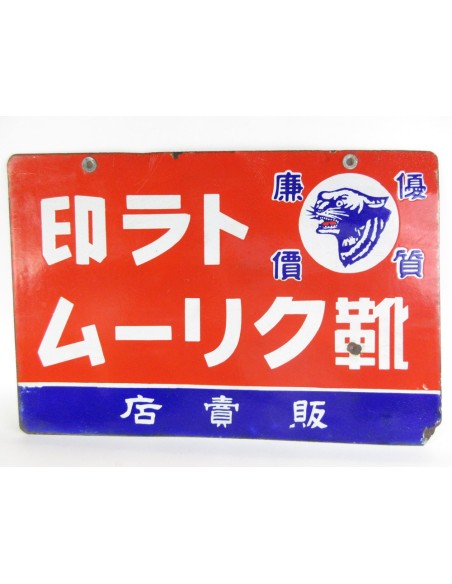 優質
廉價
トラ印
靴クリーム
販賣店